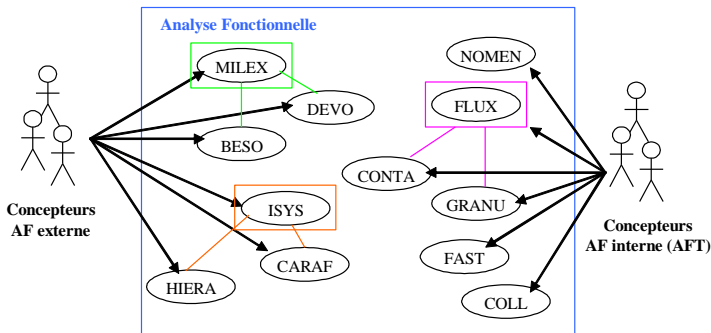 Analyse Fonctionnelle
MILEX
DEVO
BESO
ISYS
CARAF
HIERA
Concepteurs
AF externe
NOMEN
FLUX
CONTA
GRANU
FAST
COLL
Concepteurs
AF interne (AFT)